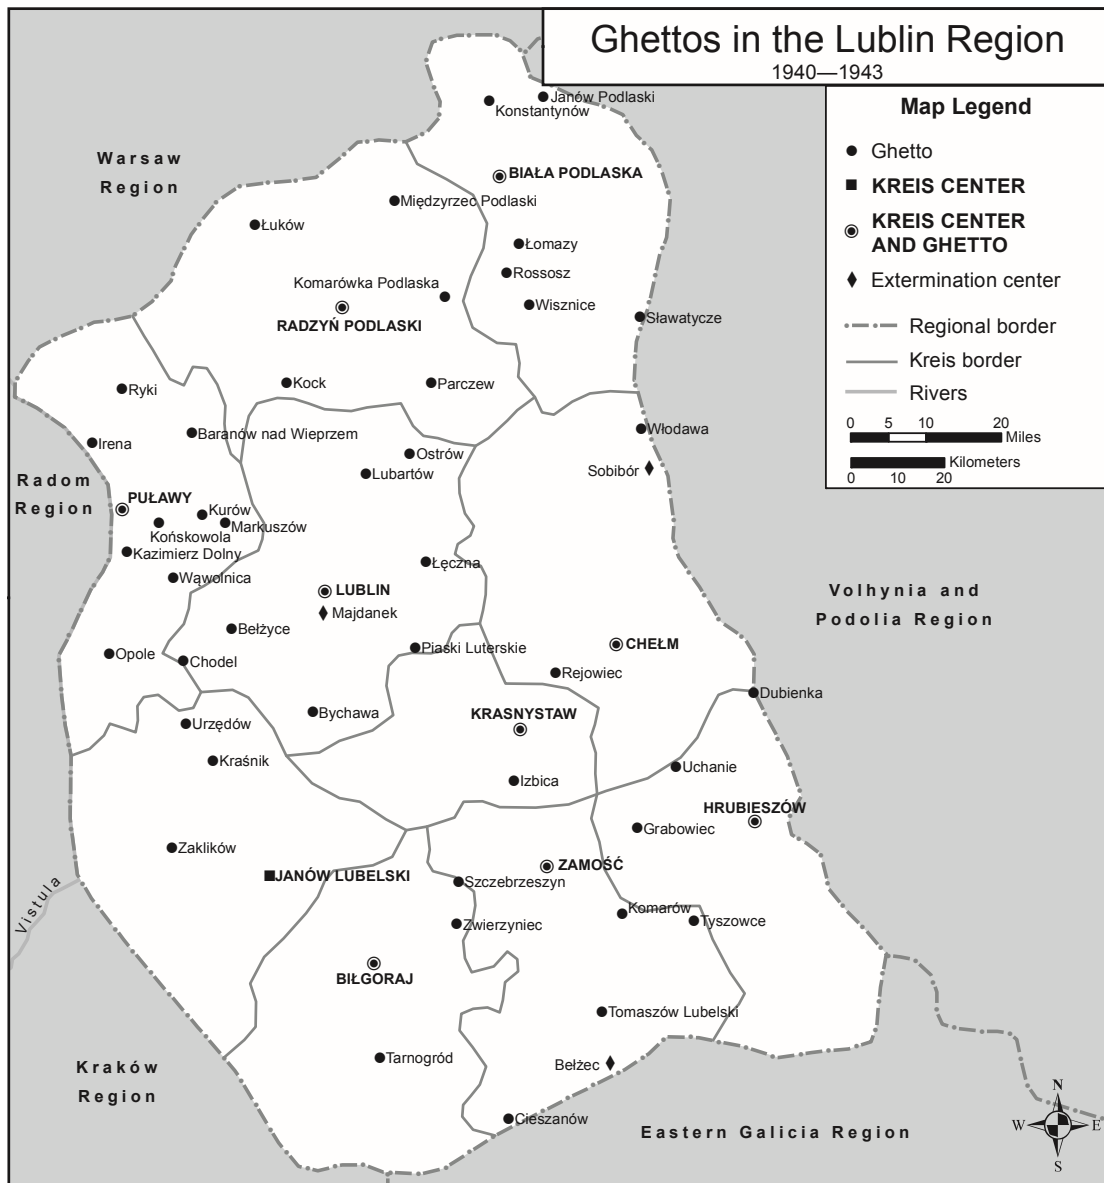 Ghettos in the Lublin Region
1940—1943
Map Legend
Ghetto
KREIS CENTER
KREIS CENTER
AND GHETTO
Extermination center
Regional border
Kreis border
Rivers
0 5 10 20
Miles
Kilometers
0 10 20
Warsaw
Region
Janów Podlaski
Konstantynów
BIAŁA PODLASKA
Międzyrzec Podlaski
Łuków
Łomazy
Rossosz
Komarówka Podlaska
Wisznice
Sławatycze
RADZYŃ PODLASKI
Ryki
Kock
Parczew
Irena
Baranów nad Wieprzem
Włodawa
Ostrów
Lubartów
Sobibór
Radom
Region
PUŁAWY
Kurów
Markuszów
Końskowola
Kazimierz Dolny
Wąwolnica
Łęczna
LUBLIN
Majdanek
Volhynia and
Podolia Region
Bełżyce
Piaski Luterskie
CHEŁM
Opole
Chodel
Rejowiec
Dubienka
Bychawa
KRASNYSTAW
Urzędów
Kraśnik
Uchanie
Izbica
HRUBIESZÓW
Grabowiec
Zaklików
ZAMOŚĆ
JANÓW LUBELSKI
Szczebrzeszyn
Vistula
Komarów
Tyszowce
Zwierzyniec
BIŁGORAJ
Tomaszów Lubelski
Tarnogród
Bełżec
Kraków
Region
Cieszanów
Eastern Galicia Region
N
W E
S